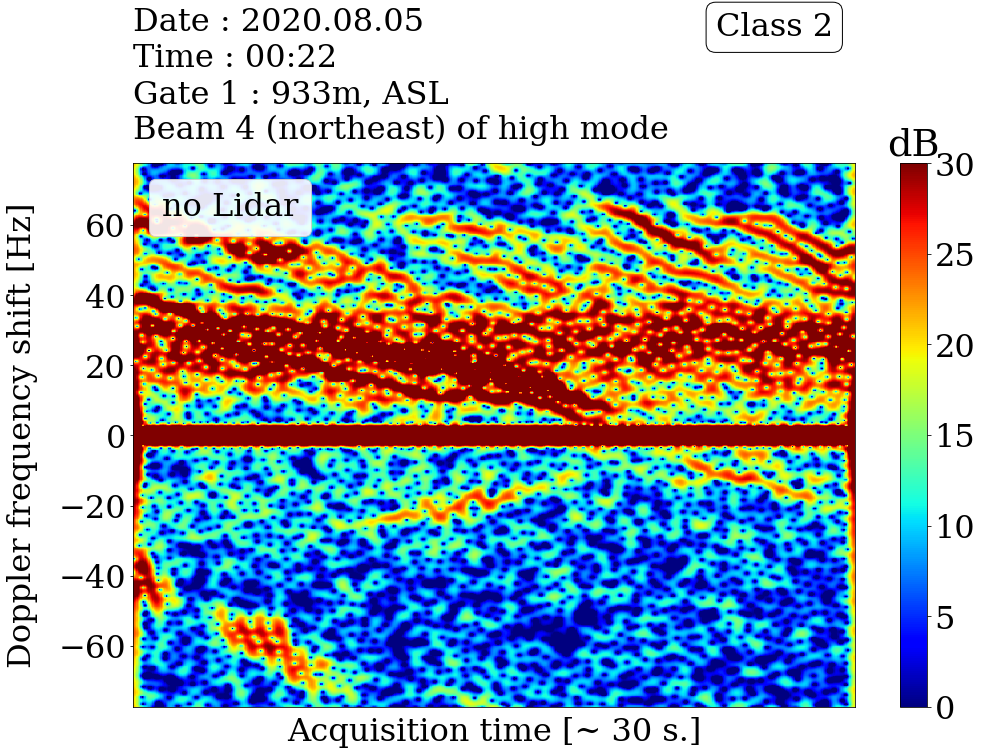 Date : 2020.08.05
Time : 00:22
Gate 1 : 933m, ASL
Beam 4 (northeast) of high mode
Class 2
dB
no Lidar
Doppler frequency shift [Hz]
60
40
20
0
−20
−40
−60
30
25
20
15
10
5
0
Acquisition time [~ 30 s.]